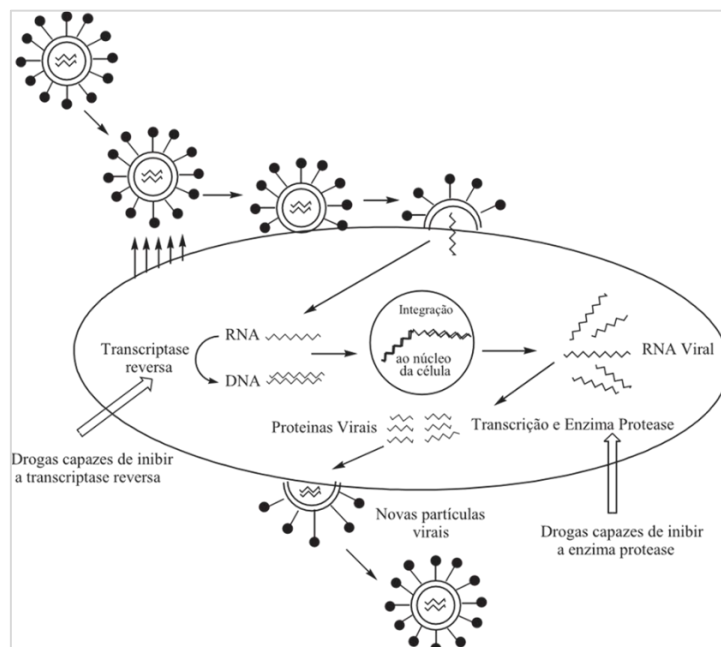 Integração
ao núcleo
da célula
RNA
DNA
Transcriptase
reversa
RNA Viral
Proteinas Virais
Transcrição e Enzima Protease
Drogas capazes de inibir
a transcriptase reversa
Novas partículas
virais
Drogas capazes de inibir
a enzima protease